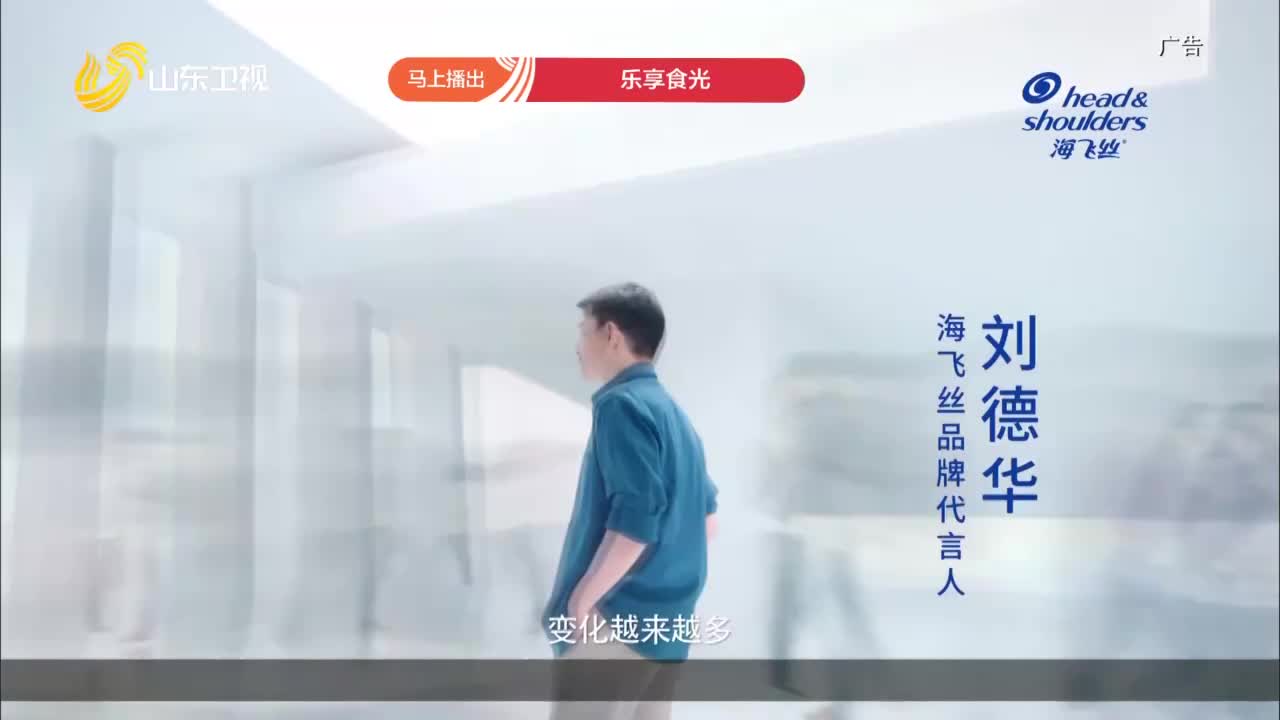 广告
山东卫视
马上播出
乐享食光
head &
shoulders
海飞丝
刘德华
海飞丝品牌代言人
变化越来越多